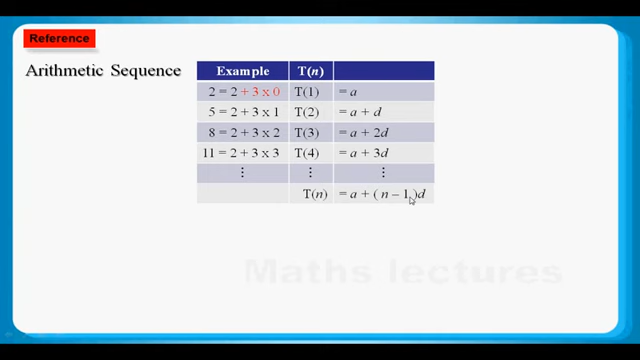 Reference
Arithmetic Sequence
Example T(n)
2 = 2 + 3 x 0 T(1) = a
5 = 2 + 3 x 1 T(2) = a + d
8 = 2 + 3 x 2 T(3) = a + 2d
11 = 2 + 3 x 3 T(4) = a + 3d
⋮ ⋮ ⋮
T(n) = a + ( n – 1 )d
Maths lectures